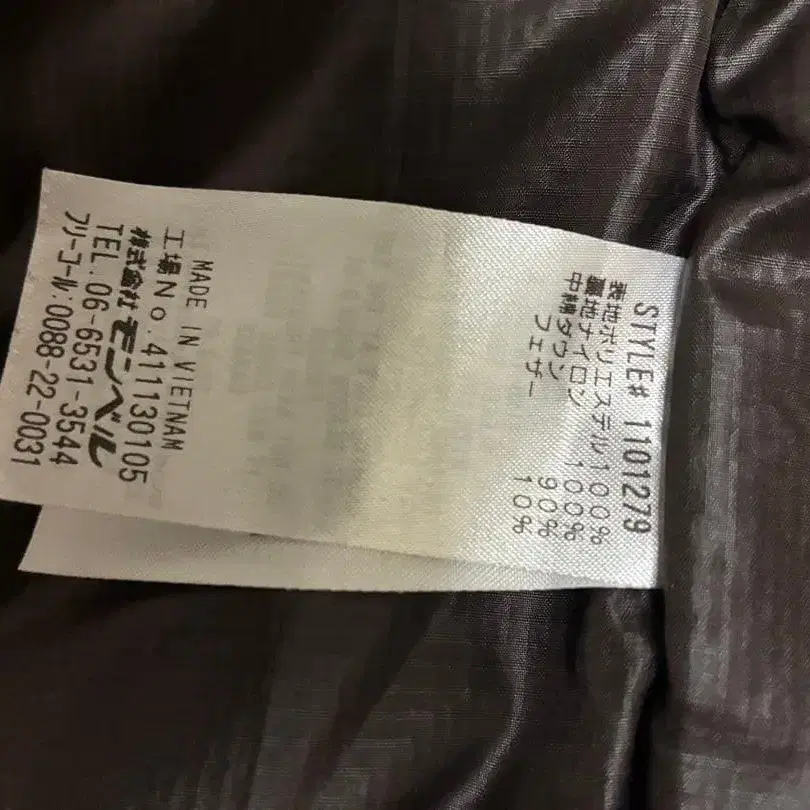 STYLE# 1101279
表地ポリエステル100%
裏地ナイロン 100%
中綿ダウン 90%
フェザー 10%
MADE IN VIETNAM
工場No.411130105
株式會社モンベル
TEL.06-6531-3544
フリーコール:0088-22-0031